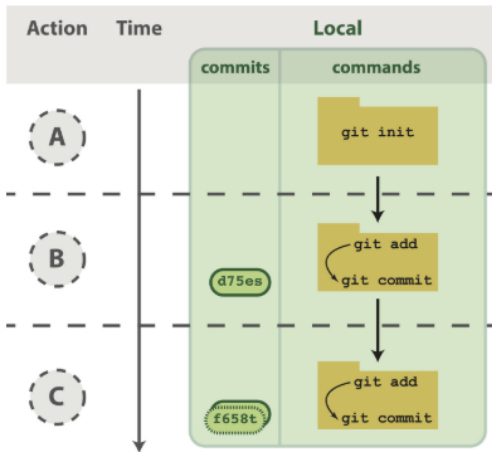 Action Time Local
commits commands
A
git init
B
git add
d75es
git commit
C
git add
f658t
git commit